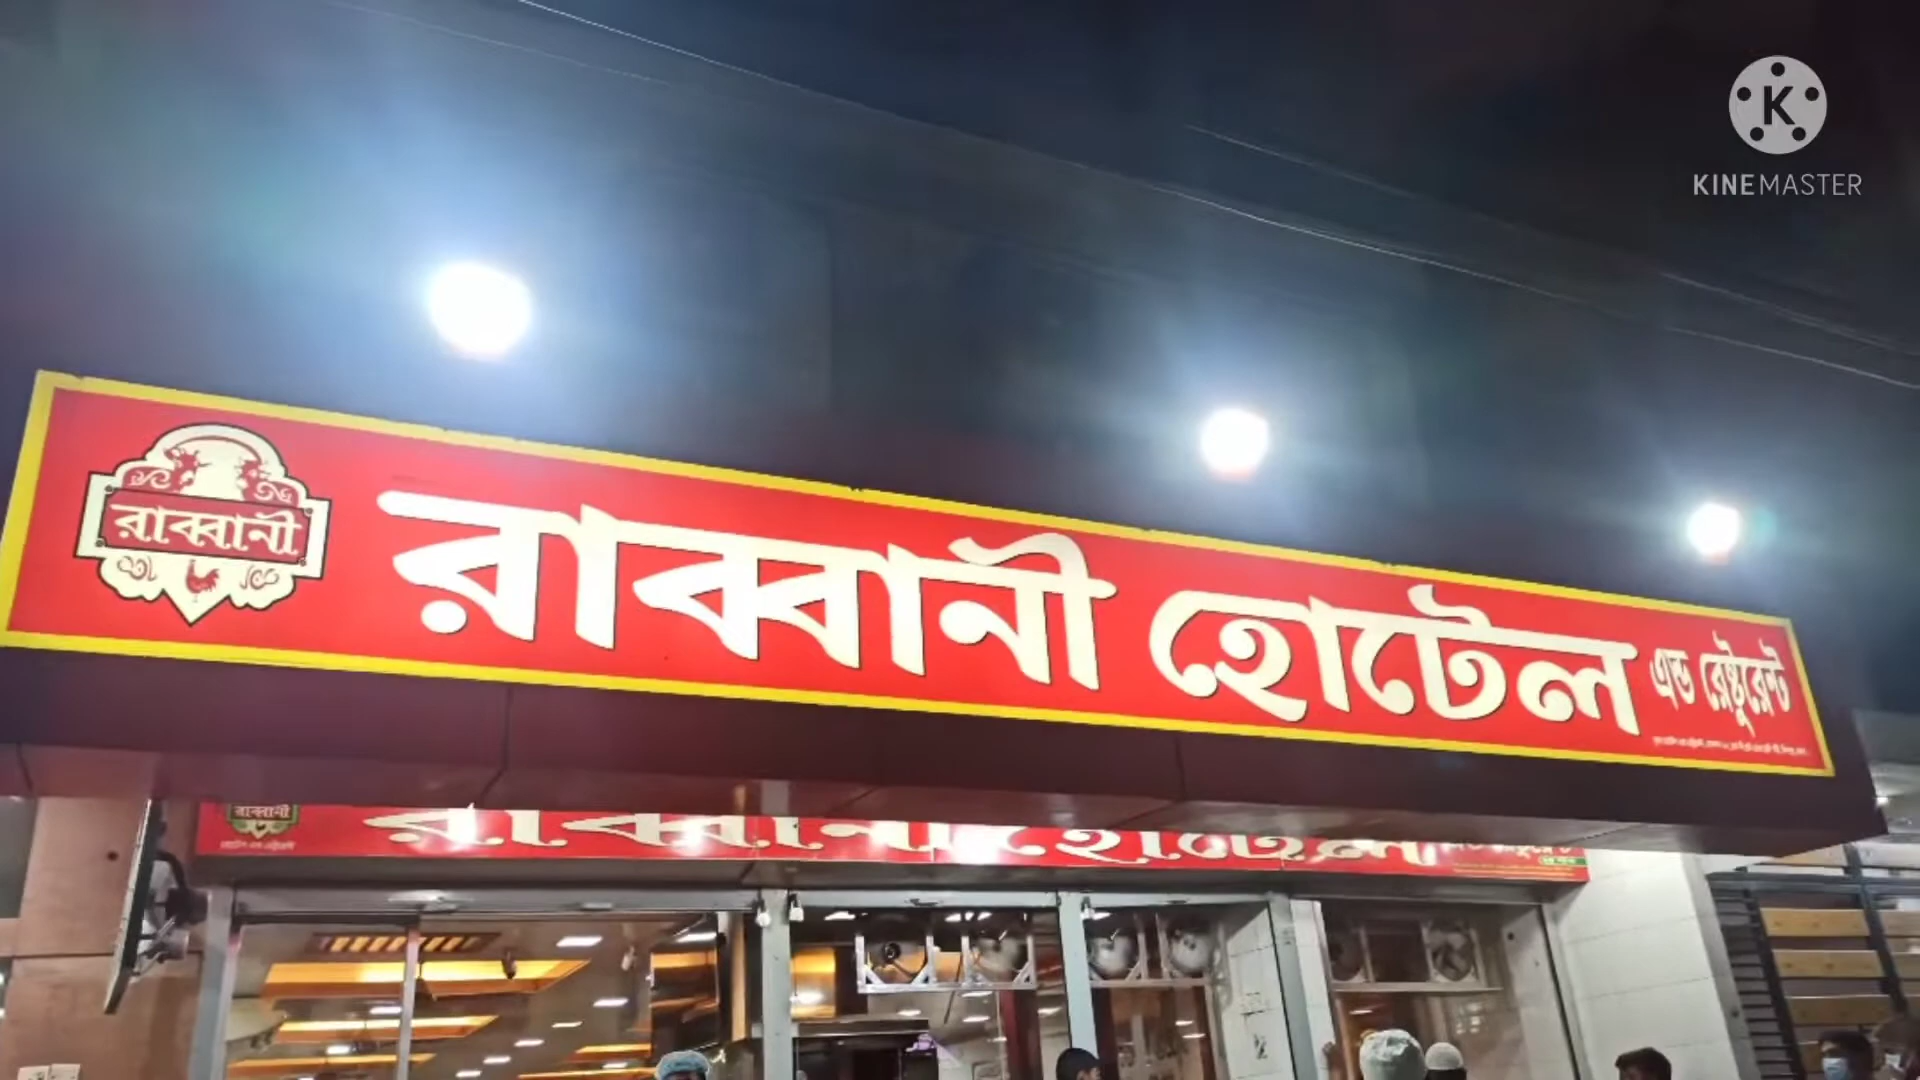 KINEMASTER
রাব্বানী
রাব্বানী হোটেল এন্ড রেষ্টুরেন্ট
রাব্বানী
রাব্বানী হোটেল